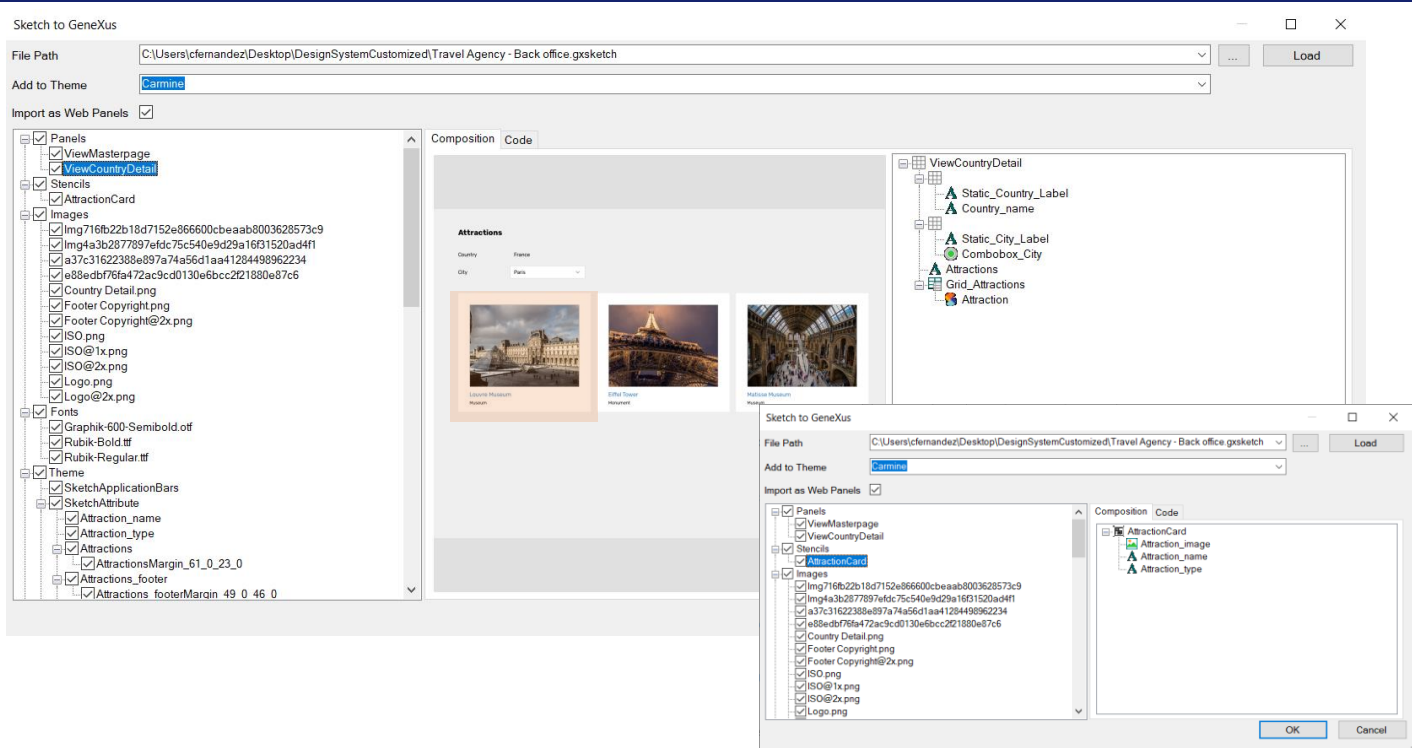 Sketch to GeneXus
File Path
C:\Users\cfernandez\Desktop\DesignSystemCustomized\Travel Agency - Back office.gxsketch
...
Load
Add to Theme
Carmine
Import as Web Panels
Panels
ViewMasterpage
ViewCountryDetail
Stencils
AttractionCard
Images
Img716fb22b18d7152e866600cbeaab8003628573c9
Img4a3b2877897efdc75c540e9d29a16f31520ad4f1
a37c31622388e897a74a56d1aa41284498962234
e88edbf76fa472ac9cd0130e6bcc2f21880e87c6
Country Detail.png
Footer Copyright.png
Footer Copyright@2x.png
ISO.png
ISO@1x.png
ISO@2x.png
Logo.png
Logo@2x.png
Fonts
Graphik-600-Semibold.otf
Rubik-Bold.ttf
Rubik-Regular.ttf
Theme
SketchApplicationBars
SketchAttribute
Attraction_name
Attraction_type
Attractions
AttractionsMargin_61_0_23_0
Attractions_footer
Attractions_footerMargin_49_0_46_0
Composition Code
Attractions
Country France
City Paris
Louvre Museum
Museum
Eiffel Tower
Monument
Matisse Museum
Museum
ViewCountryDetail
Static_Country_Label
Country_name
Static_City_Label
Combobox_City
Attractions
Grid_Attractions
Attraction
Sketch to GeneXus
File Path
C:\Users\cfernandez\Desktop\DesignSystemCustomized\Travel Agency - Back office.gxsketch
...
Load
Add to Theme
Carmine
Import as Web Panels
Panels
ViewMasterpage
ViewCountryDetail
Stencils
AttractionCard
Images
Img716fb22b18d7152e866600cbeaab8003628573c9
Img4a3b2877897efdc75c540e9d29a16f31520ad4f1
a37c31622388e897a74a56d1aa41284498962234
e88edbf76fa472ac9cd0130e6bcc2f21880e87c6
Country Detail.png
Footer Copyright.png
Footer Copyright@2x.png
ISO.png
ISO@1x.png
ISO@2x.png
Logo.png
Composition Code
AttractionCard
Attraction_image
Attraction_name
Attraction_type
OK
Cancel